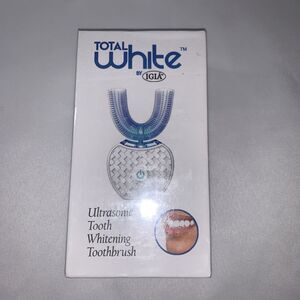 TOTAL
White™
BY IGIA®
Ultrasonic
Tooth
Whitening
Toothbrush